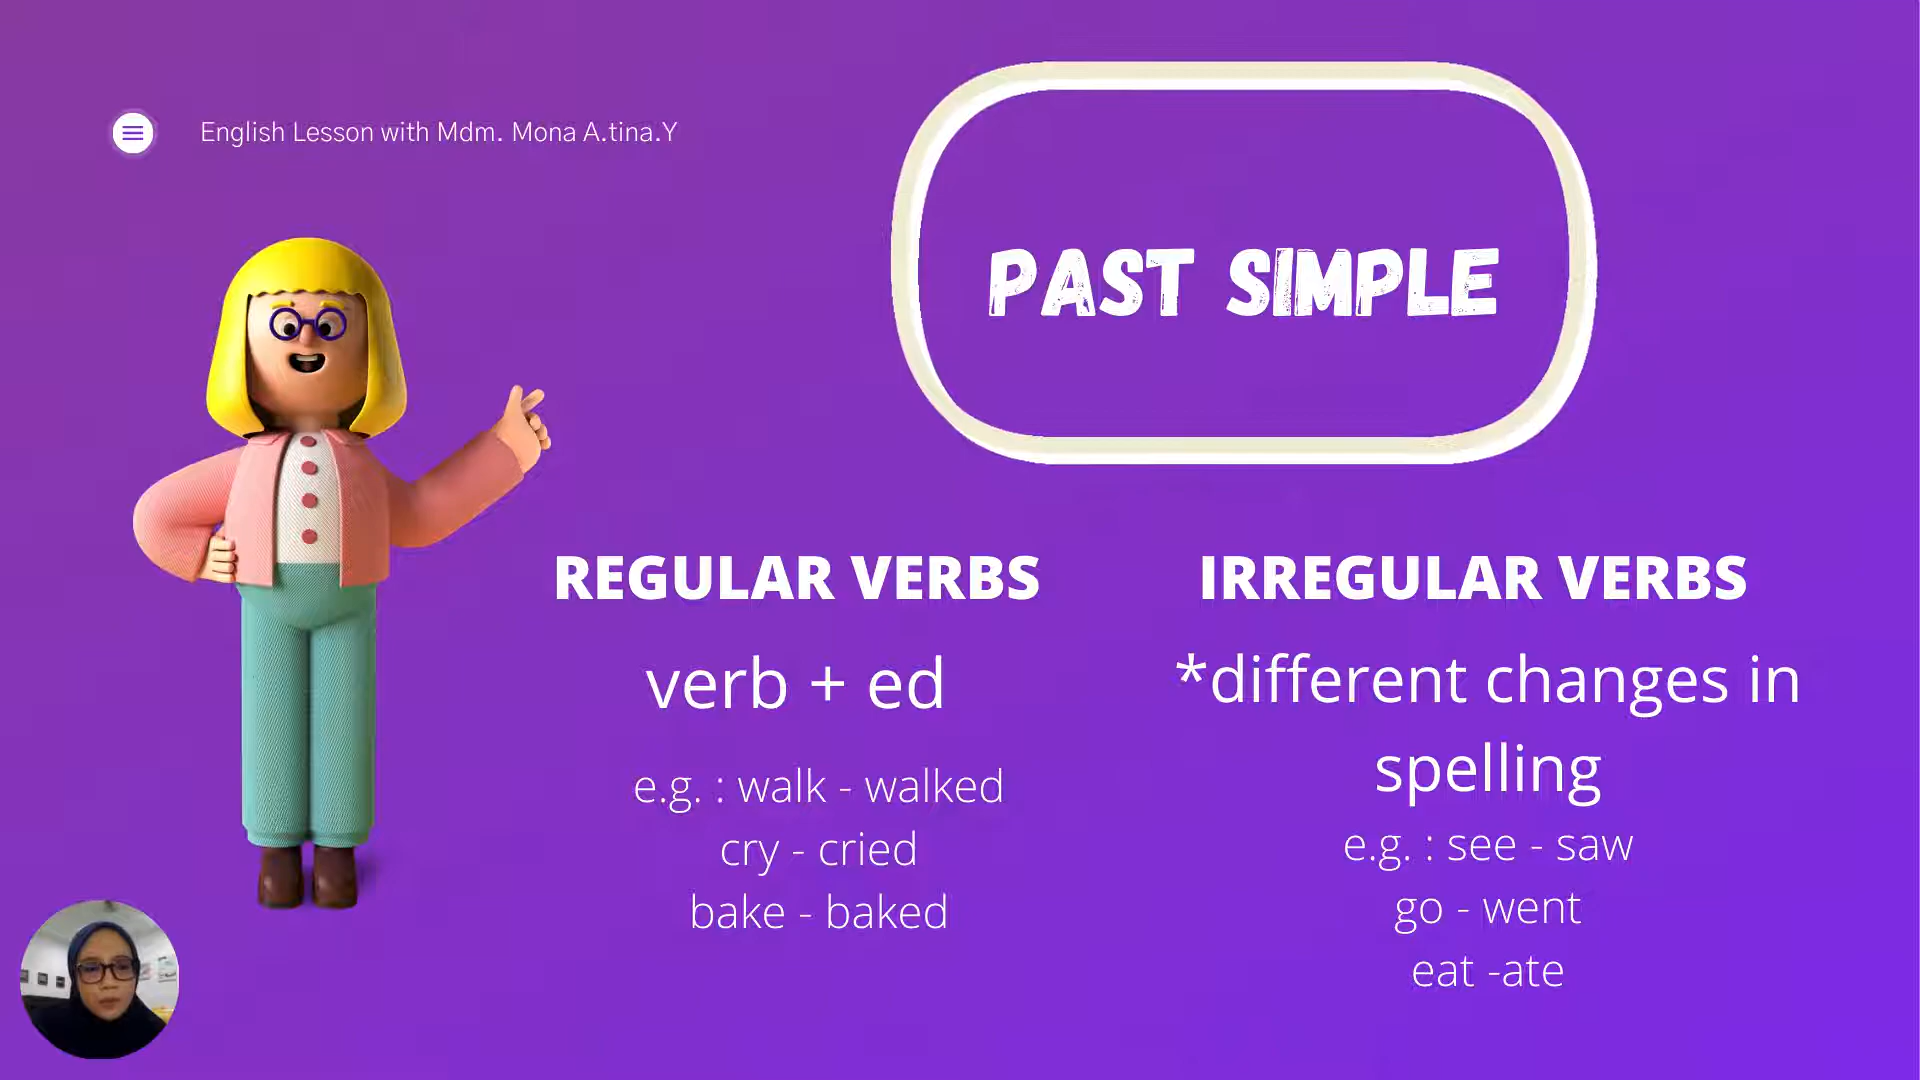 English Lesson with Mdm. Mona A.tina.Y
PAST SIMPLE
REGULAR VERBS
verb + ed
e.g. : walk - walked
cry - cried
bake - baked
IRREGULAR VERBS
*different changes in
spelling
e.g. : see - saw
go - went
eat -ate